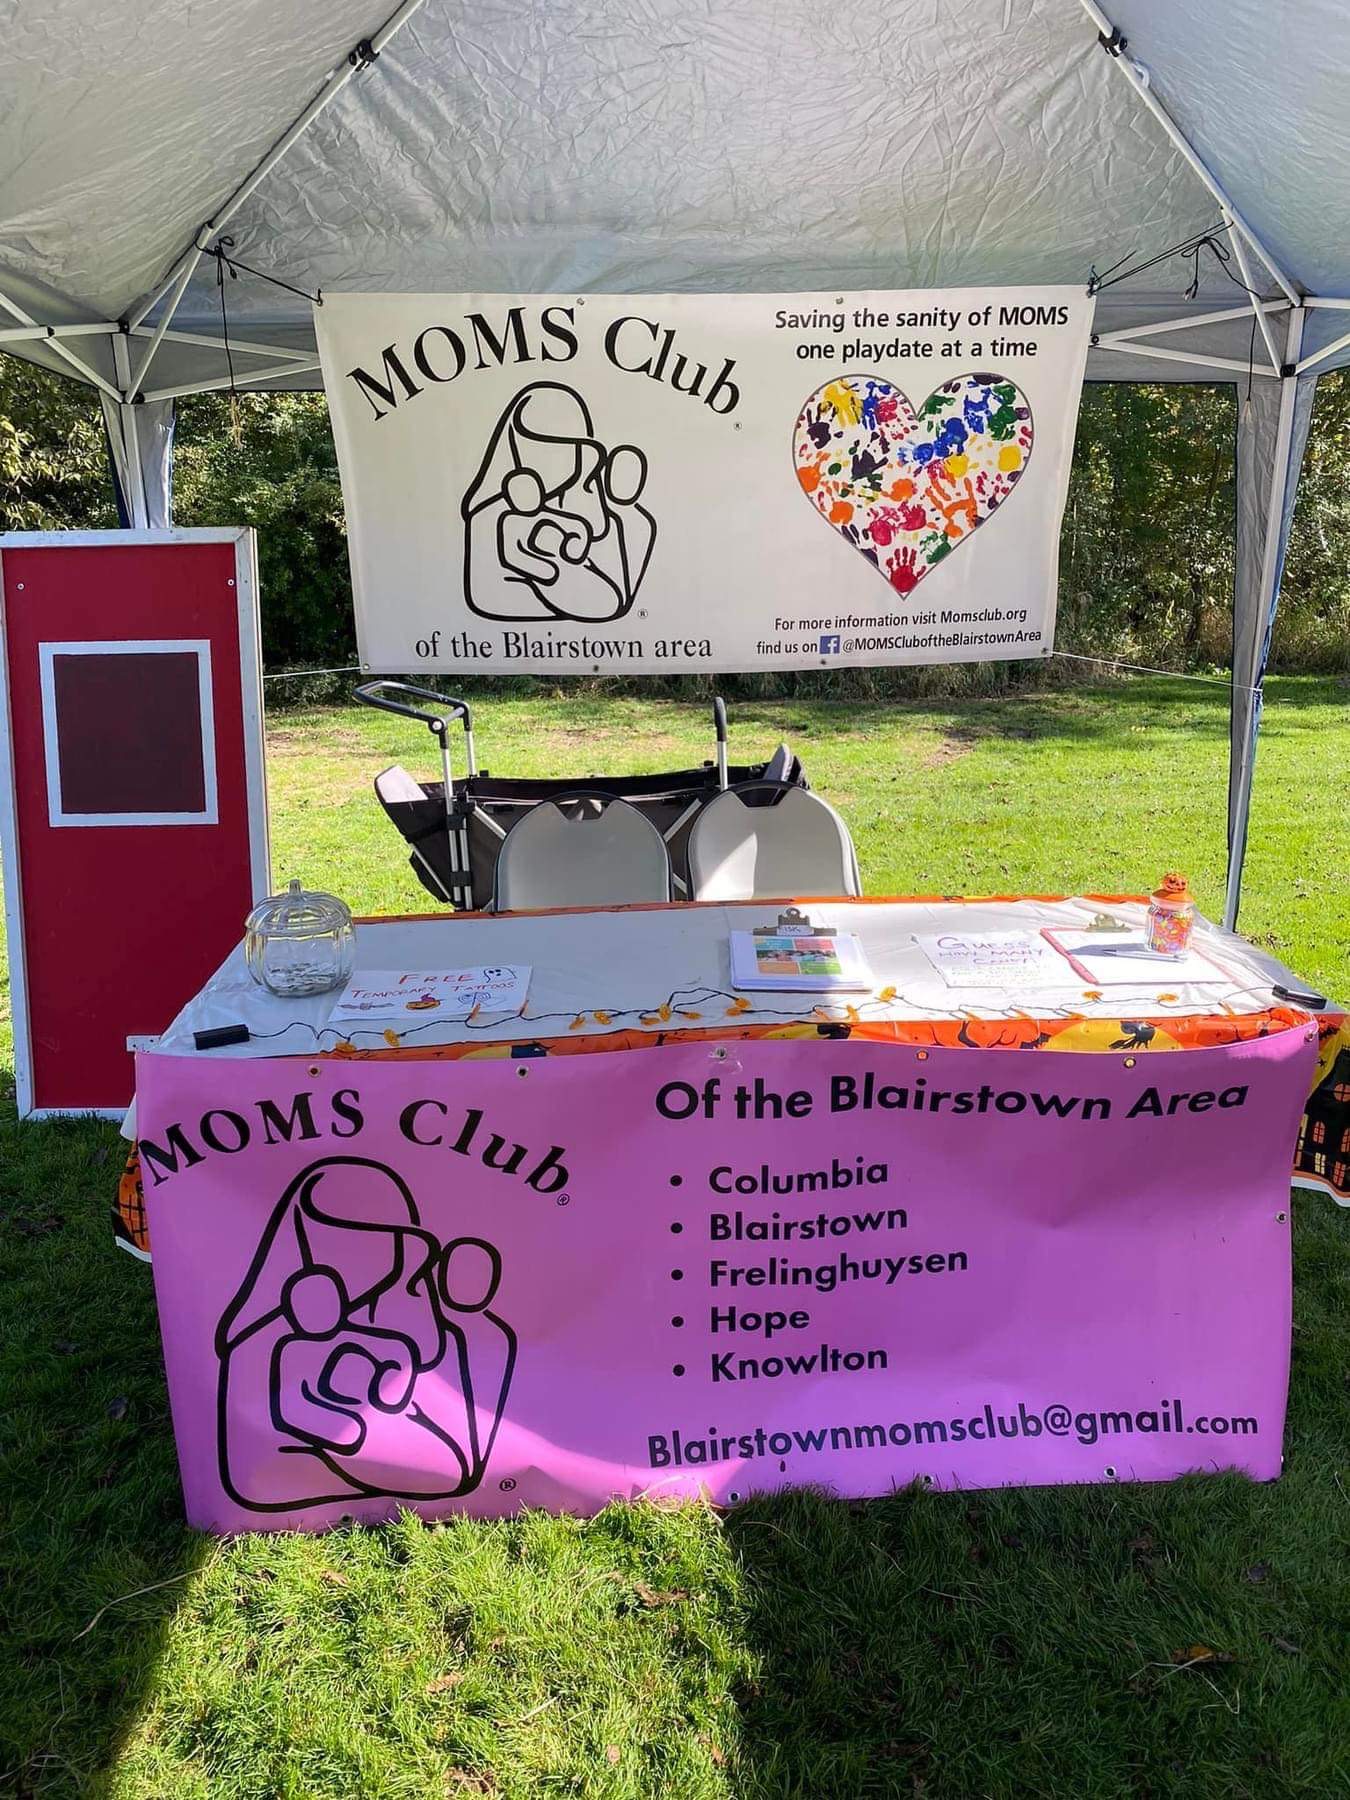 MOMS Club
®
®
of the Blairstown area
Saving the sanity of MOMS
one playdate at a time
For more information visit Momsclub.org
find us on f @MOMSCluboftheBlairstownArea
FREE
TEMPORARY TATTOOS
GUESS
HOW MANY
CANDY!
MOMS Club
®
®
Of the Blairstown Area
• Columbia
• Blairstown
• Frelinghuysen
• Hope
• Knowlton
Blairstownmomsclub@gmail.com